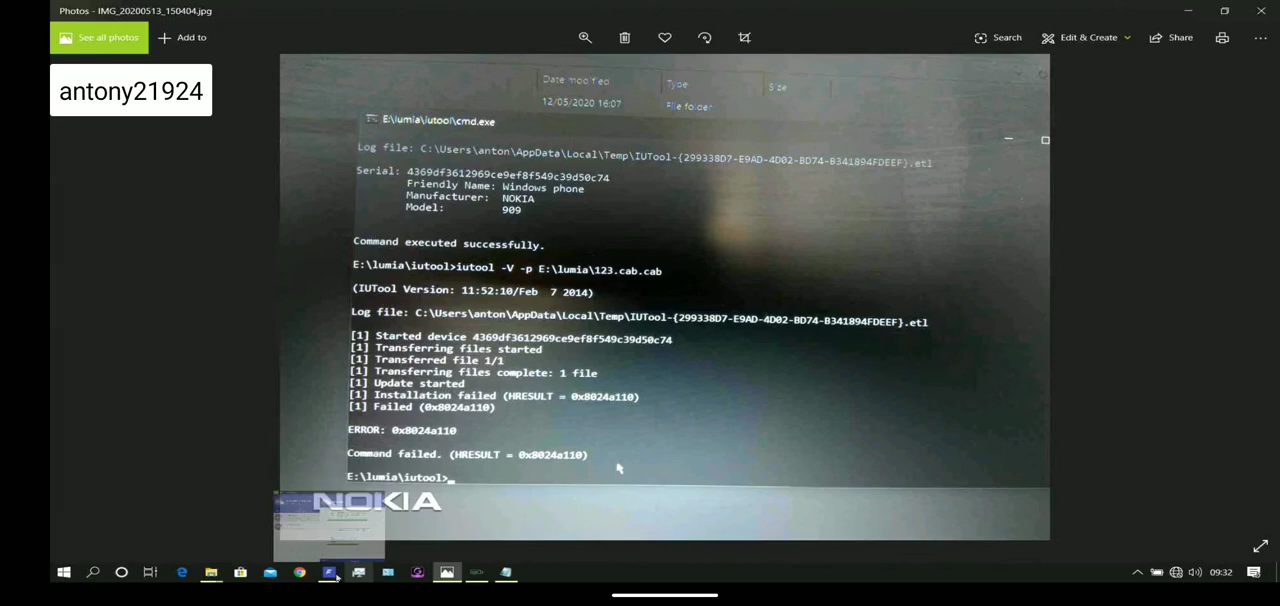 Photos - IMG_20200513_150404.jpg
See all photos
Add to
Search
Edit & Create
Share
antony21924
Date modified
Type
Size
12/05/2020 16:07
File folder
E:\lumia\iutool\cmd.exe
Log file: C:\Users\anton\AppData\Local\Temp\IUTool-{299338D7-E9AD-4D02-BD74-B341894FDEEF}.etl
Serial: 4369df3612969ce9ef8f549c39d50c74
Friendly Name: Windows phone
Manufacturer: NOKIA
Model: 909
Command executed successfully.
E:\lumia\iutool>iutool -V -p E:\lumia\123.cab.cab
(IUTool Version: 11:52:10/Feb 7 2014)
Log file: C:\Users\anton\AppData\Local\Temp\IUTool-{299338D7-E9AD-4D02-BD74-B341894FDEEF}.etl
[1] Started device 4369df3612969ce9ef8f549c39d50c74
[1] Transferring files started
[1] Transferred file 1/1
[1] Transferring files complete: 1 file
[1] Update started
[1] Installation failed (HRESULT = 0x8024a110)
[1] Failed (0x8024a110)
ERROR: 0x8024a110
Command failed. (HRESULT = 0x8024a110)
E:\lumia\iutool>_
NOKIA
09:32